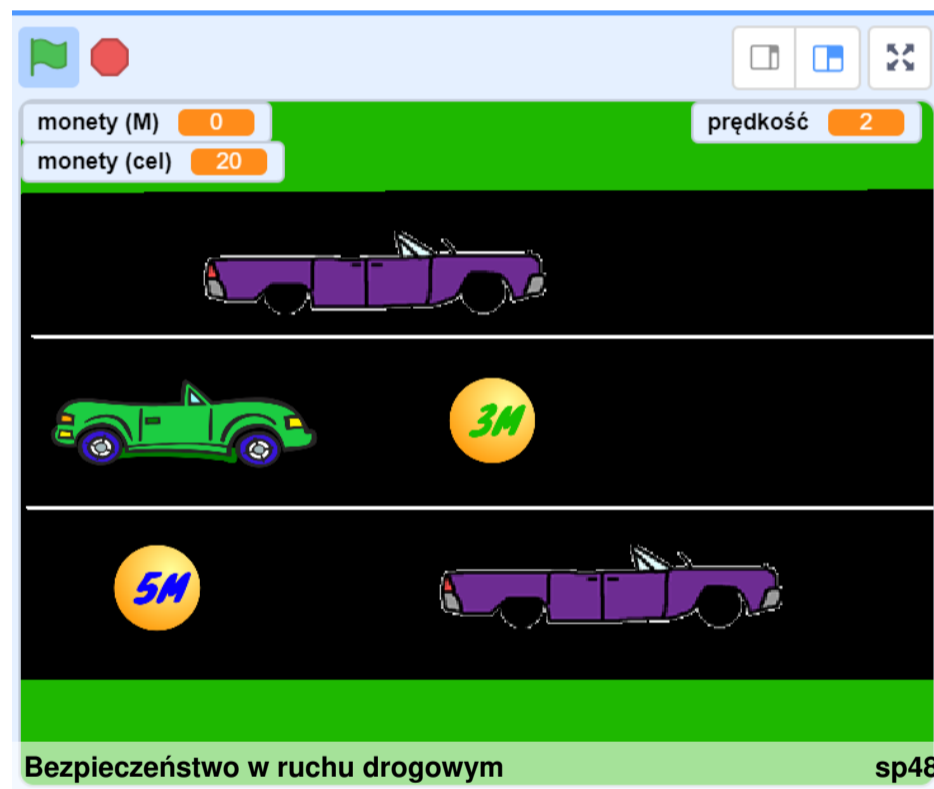 monety (M) 0
prędkość 2
monety (cel) 20
3M
5M
Bezpieczeństwo w ruchu drogowym
sp48